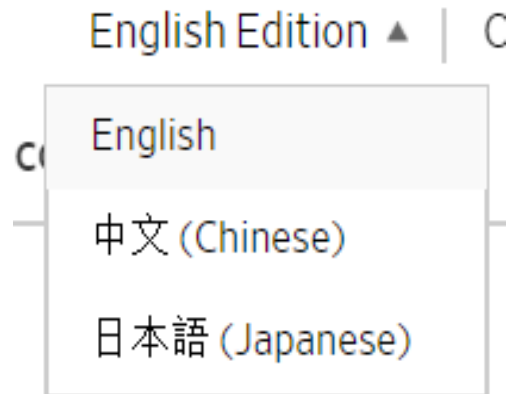 English Edition ▲ |
English
中文 (Chinese)
日本語 (Japanese)